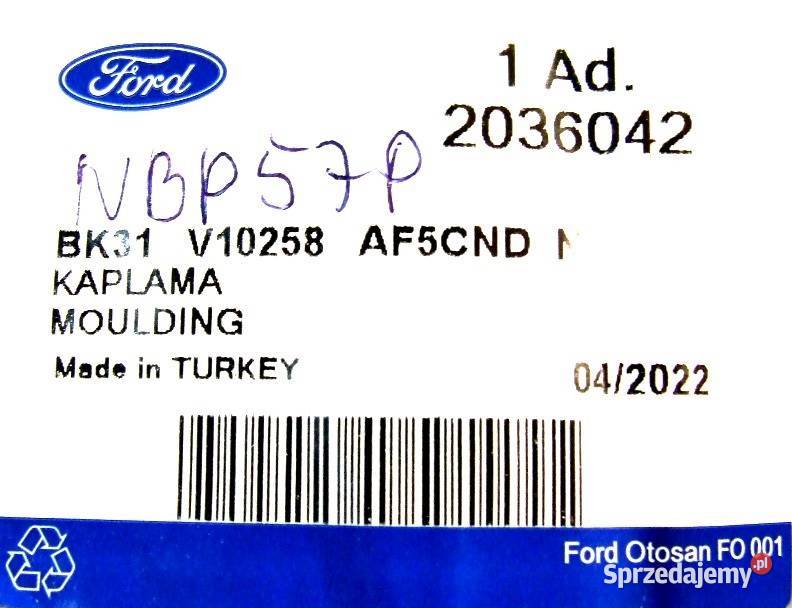 Ford
1 Ad.
2036042
NBP57P
BK31 V10258 AF5CND
KAPLAMA
MOULDING
Made in TURKEY
04/2022
Ford Otosan FO 001
Sprzedajemy.pl